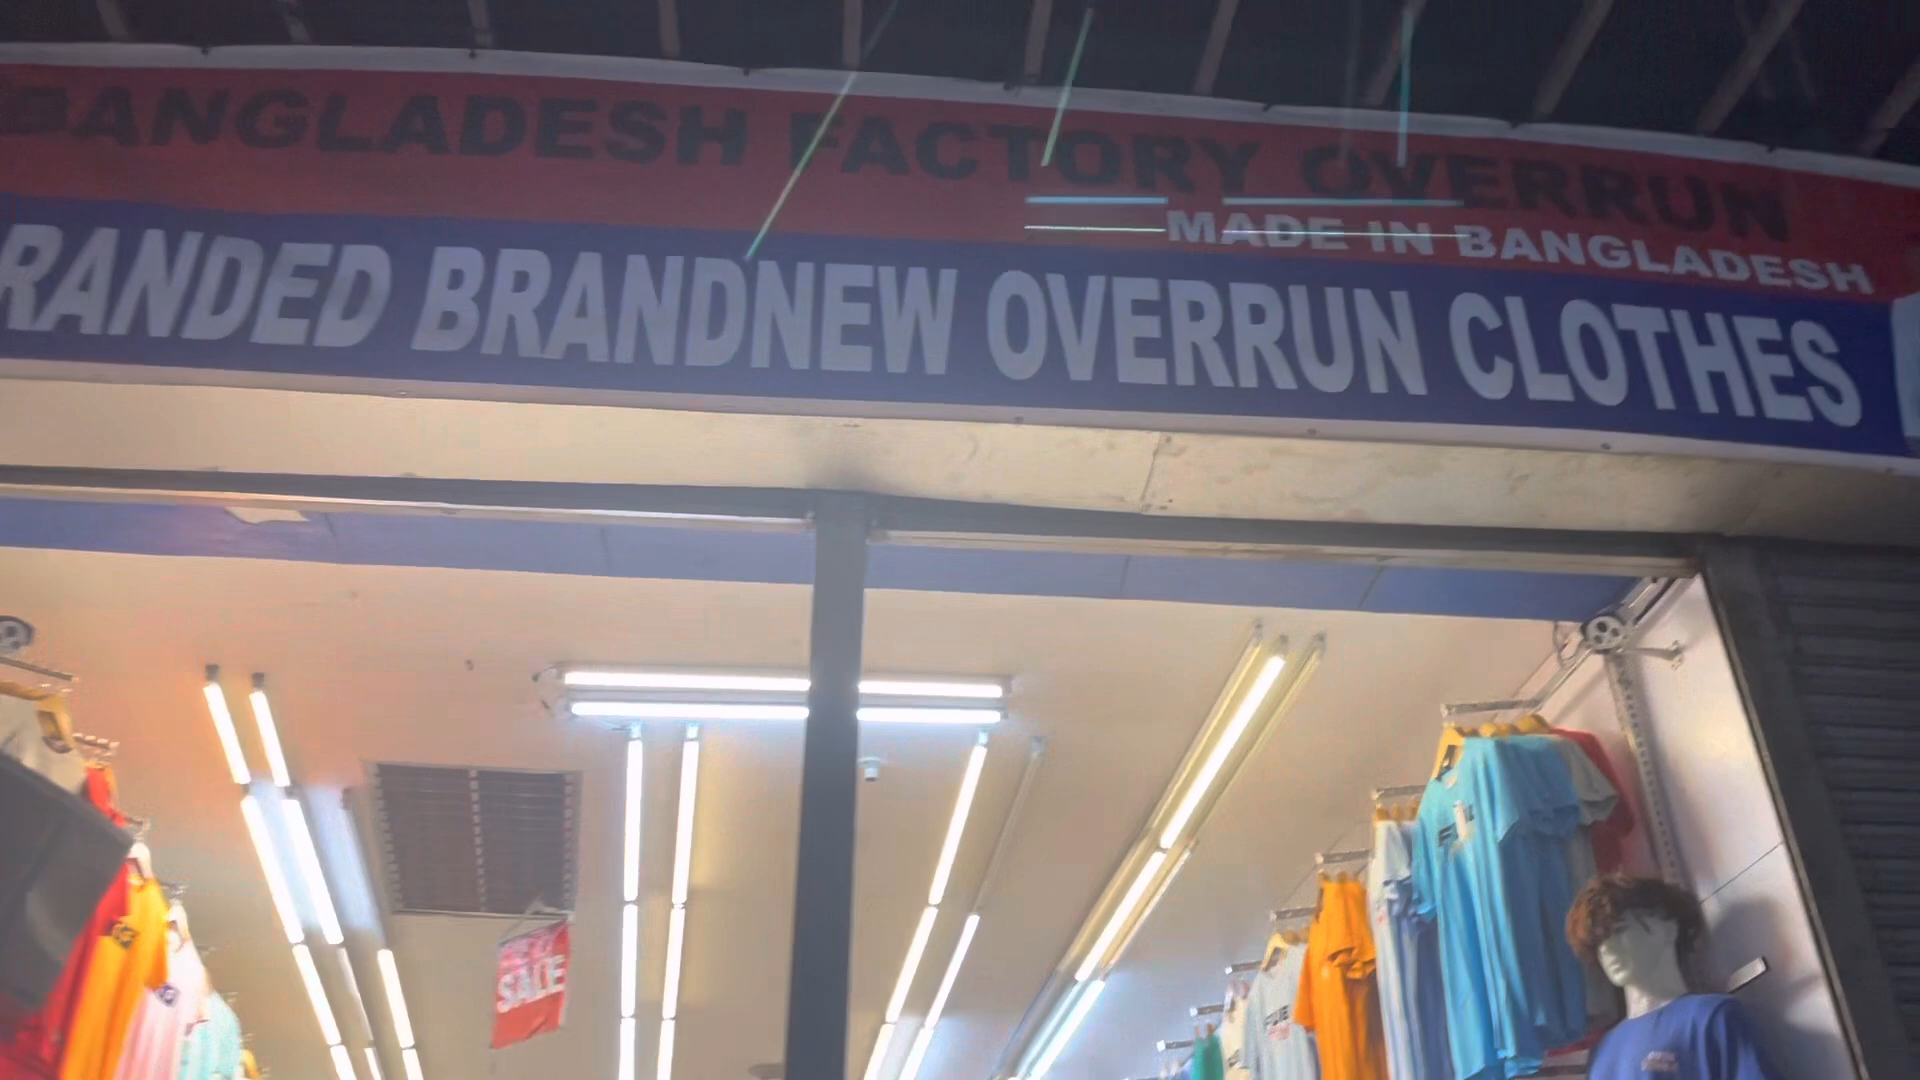 BANGLADESH FACTORY OVERRUN
MADE IN BANGLADESH
RANDED BRANDNEW OVERRUN CLOTHES
SALE